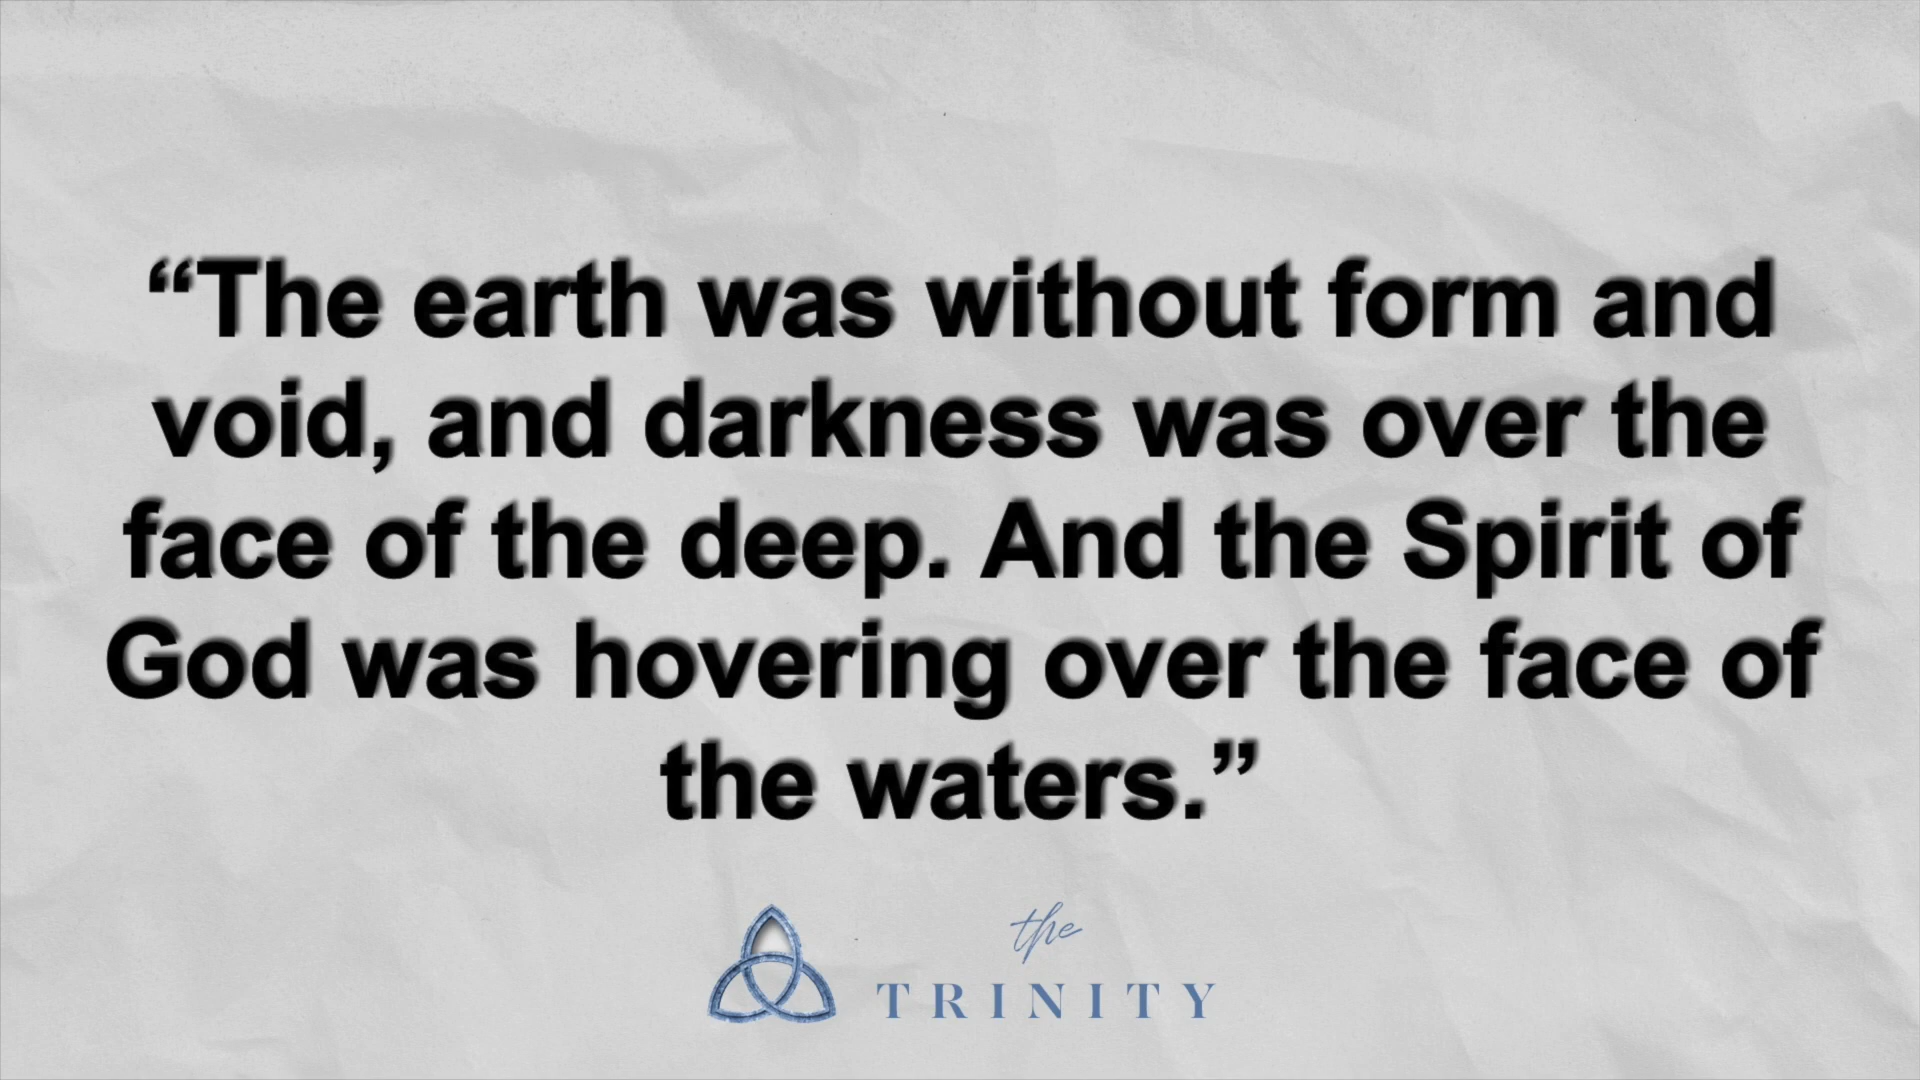 “The earth was without form and
void, and darkness was over the
face of the deep. And the Spirit of
God was hovering over the face of
the waters.”
the
TRINITY